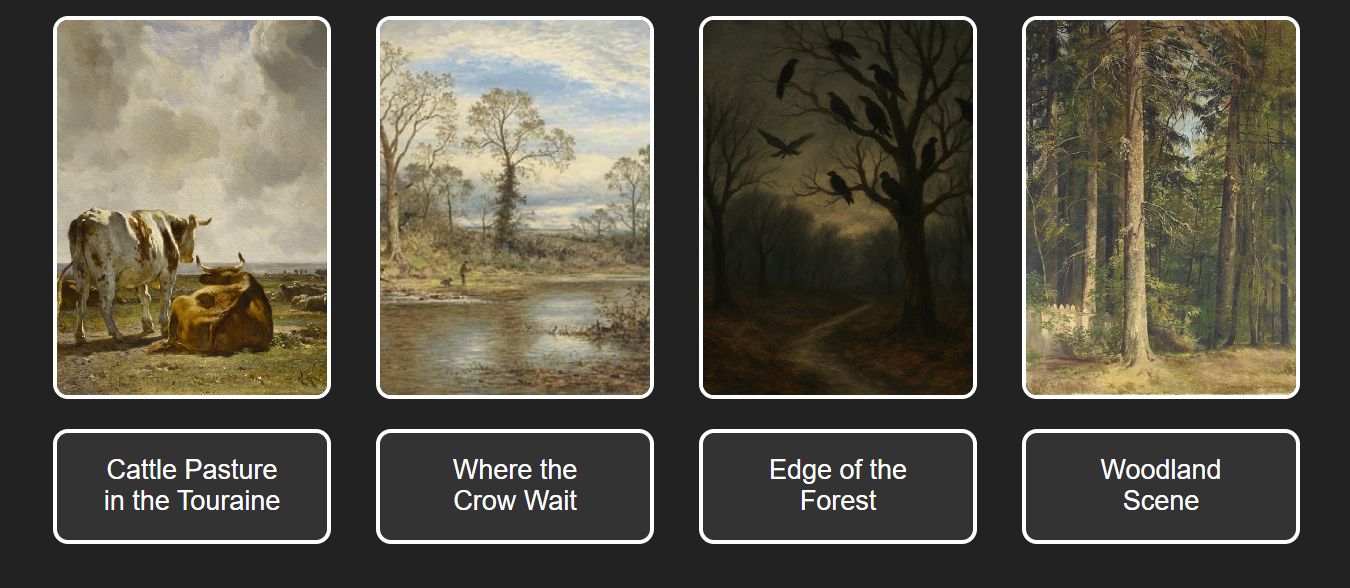 Cattle Pasture
in the Touraine
Where the
Crow Wait
Edge of the
Forest
Woodland
Scene